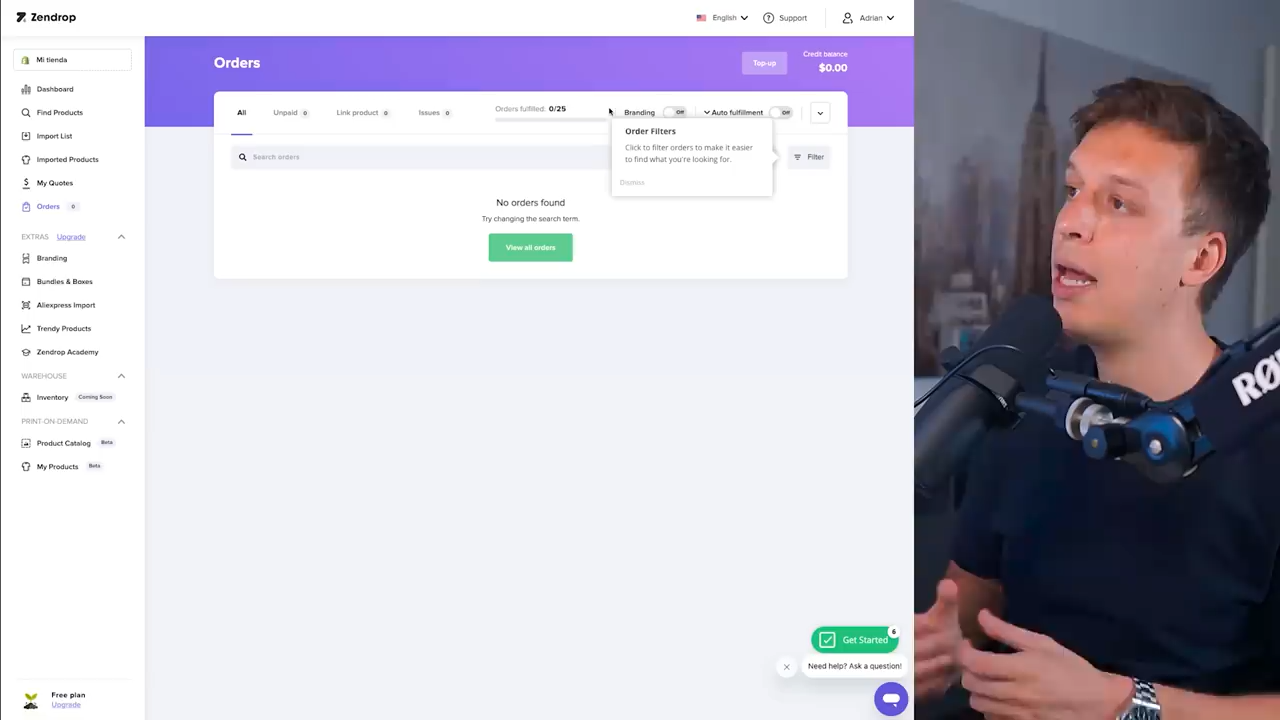 Zendrop
English
Support
Adrian
Mi tienda
Dashboard
Find Products
Import List
Imported Products
My Quotes
Orders 0
EXTRAS Upgrade
Branding
Bundles & Boxes
Aliexpress Import
Trendy Products
Zendrop Academy
WAREHOUSE
Inventory Coming Soon
PRINT-ON-DEMAND
Product Catalog Beta
My Products Beta
Free plan
Upgrade
Orders
Top-up
Credit balance
$0.00
All
Unpaid 0
Link product 0
Issues 0
Orders fulfilled: 0/25
Branding Off
Auto fulfillment Off
Search orders
Filter
Order Filters
Click to filter orders to make it easier
to find what you're looking for.
Dismiss
No orders found
Try changing the search term.
View all orders
Get Started 6
Need help? Ask a question!